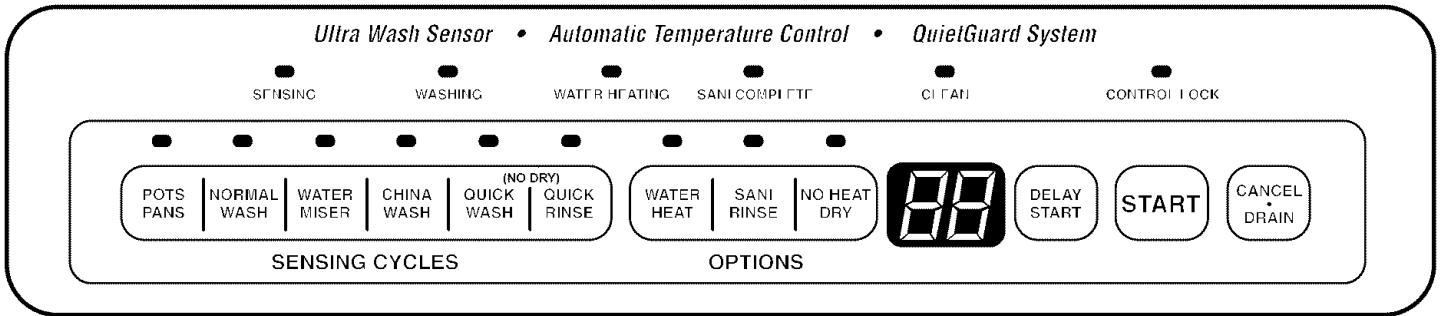 Ultra Wash Sensor • Automatic Temperature Control • QuietGuard System
SENSING WASHING WATER HEATING SANI COMPLETE CLEAN CONTROL LOCK
(NO DRY)
POTS PANS NORMAL WASH WATER MISER CHINA WASH QUICK WASH QUICK RINSE WATER HEAT SANI RINSE NO HEAT DRY 88 DELAY START START CANCEL • DRAIN
SENSING CYCLES OPTIONS